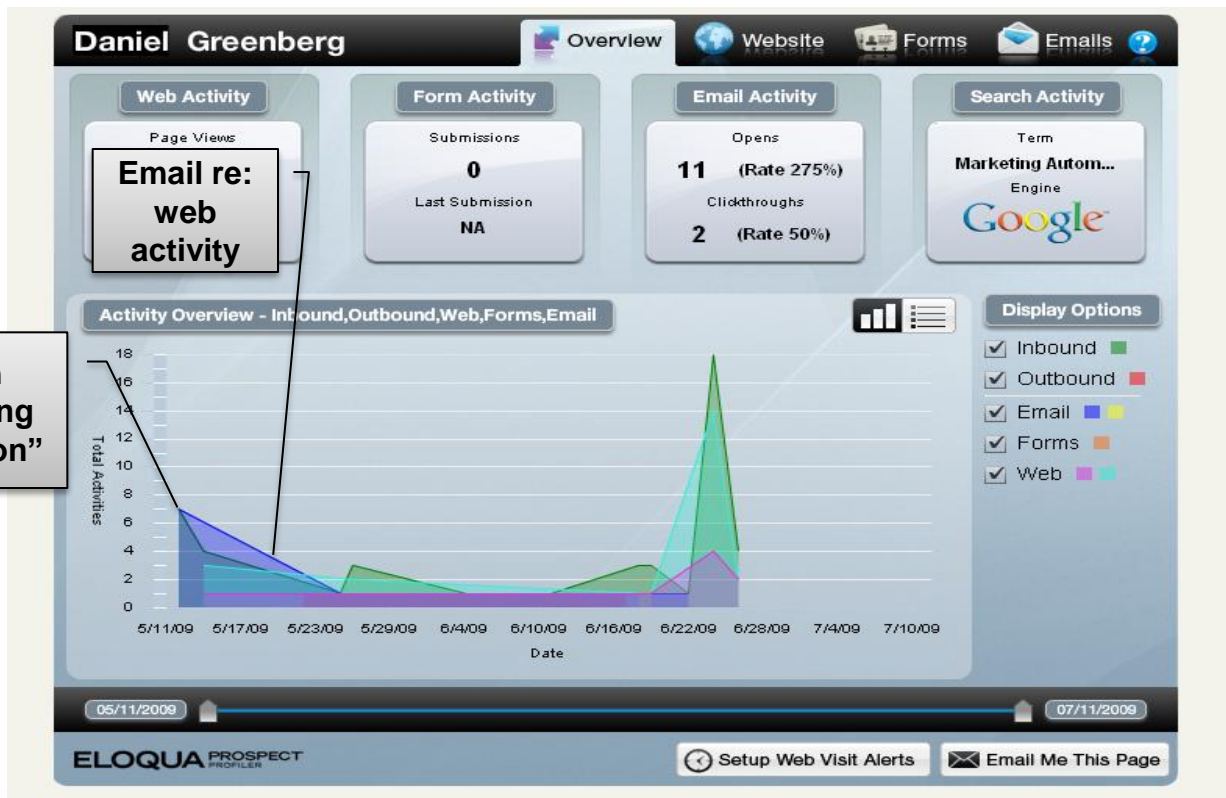 Daniel Greenberg
Overview
Website
Forms
Emails
?
Web Activity
Page Views
Email re:
web
activity
Form Activity
Submissions
0
Last Submission
NA
Email Activity
Opens
11 (Rate 275%)
Clickthroughs
2 (Rate 50%)
Search Activity
Term
Marketing Autom...
Engine
Google
Activity Overview - Inbound,Outbound,Web,Forms,Email
Display Options
Inbound
Outbound
Email
Forms
Web
18
16
14
12
10
8
6
4
2
0
Total Activities
5/11/09 5/17/09 5/23/09 5/29/09 6/4/09 6/10/09 6/16/09 6/22/09 6/28/09 7/4/09 7/10/09
Date
05/11/2009
07/11/2009
ELOQUA PROSPECT
PROFILER
Setup Web Visit Alerts
Email Me This Page